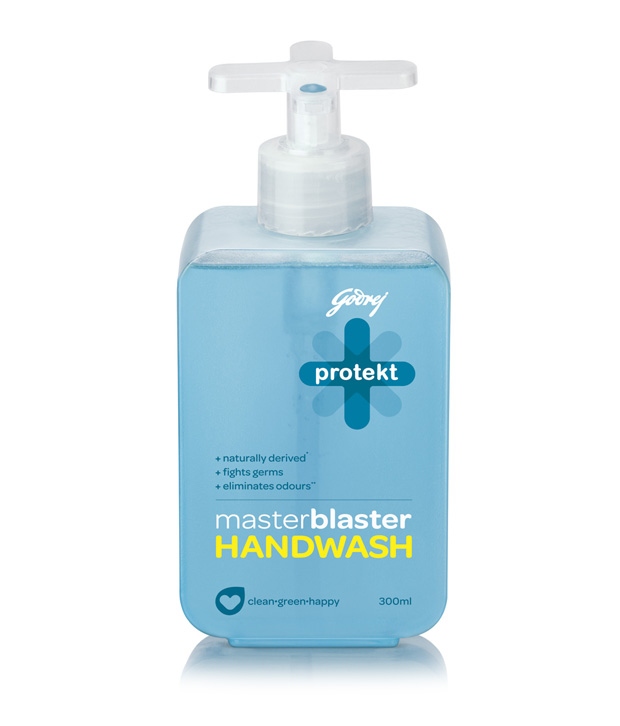 Godrej
protekt
+ naturally derived*
+ fights germs
+ eliminates odours**
masterblaster
HANDWASH
clean•green•happy
300ml